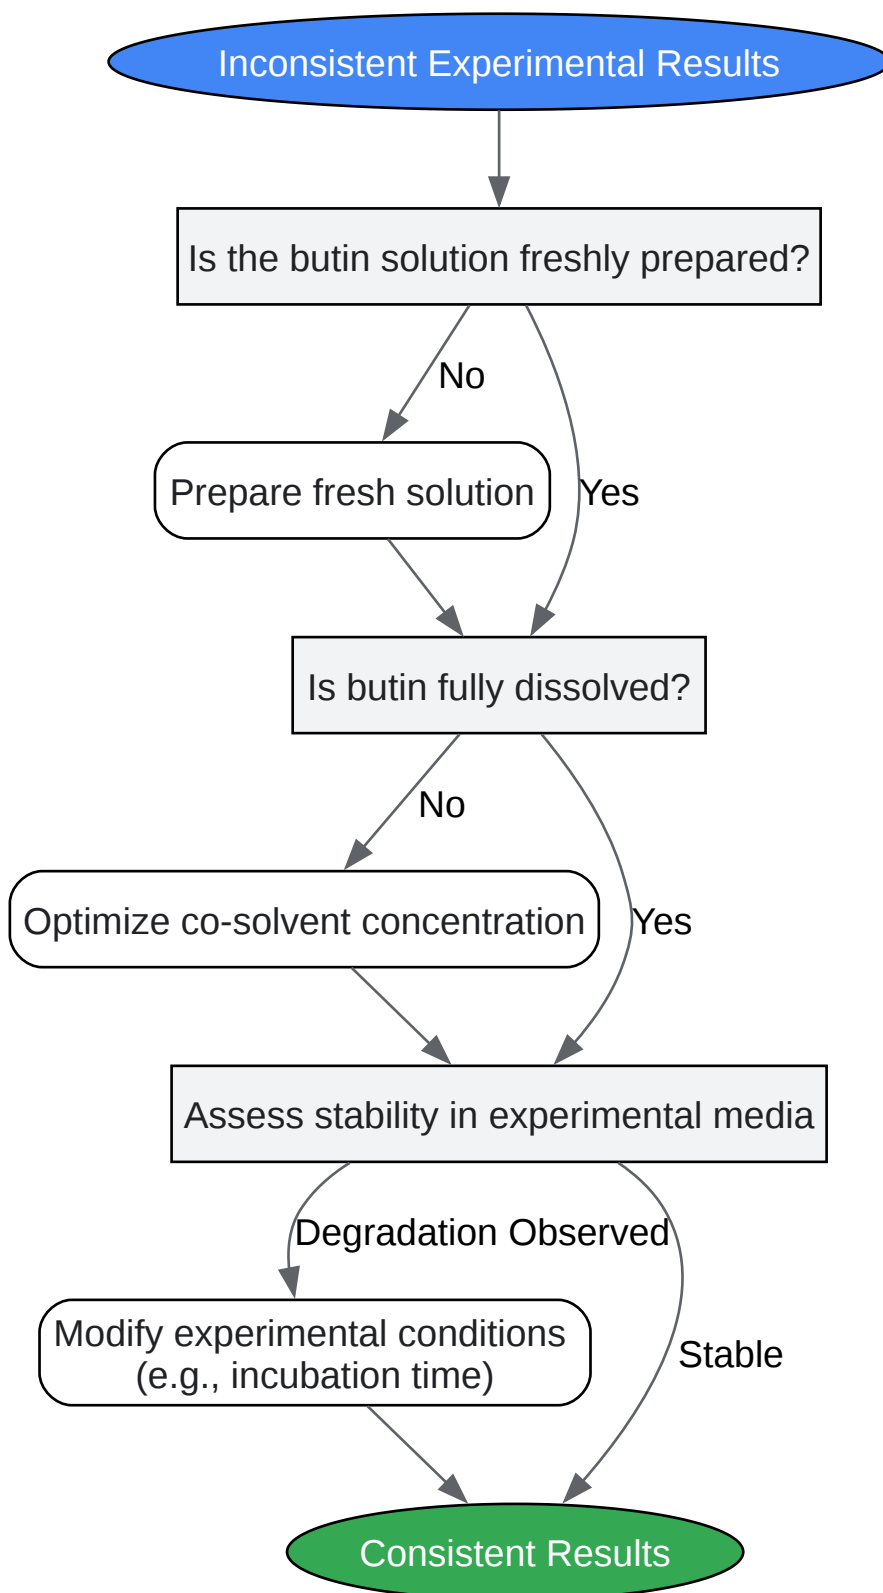 Inconsistent Experimental Results
Is the butin solution freshly prepared?
No
Prepare fresh solution
Yes
Is butin fully dissolved?
No
Optimize co-solvent concentration
Yes
Assess stability in experimental media
Degradation Observed
Modify experimental conditions
(e.g., incubation time)
Stable
Consistent Results